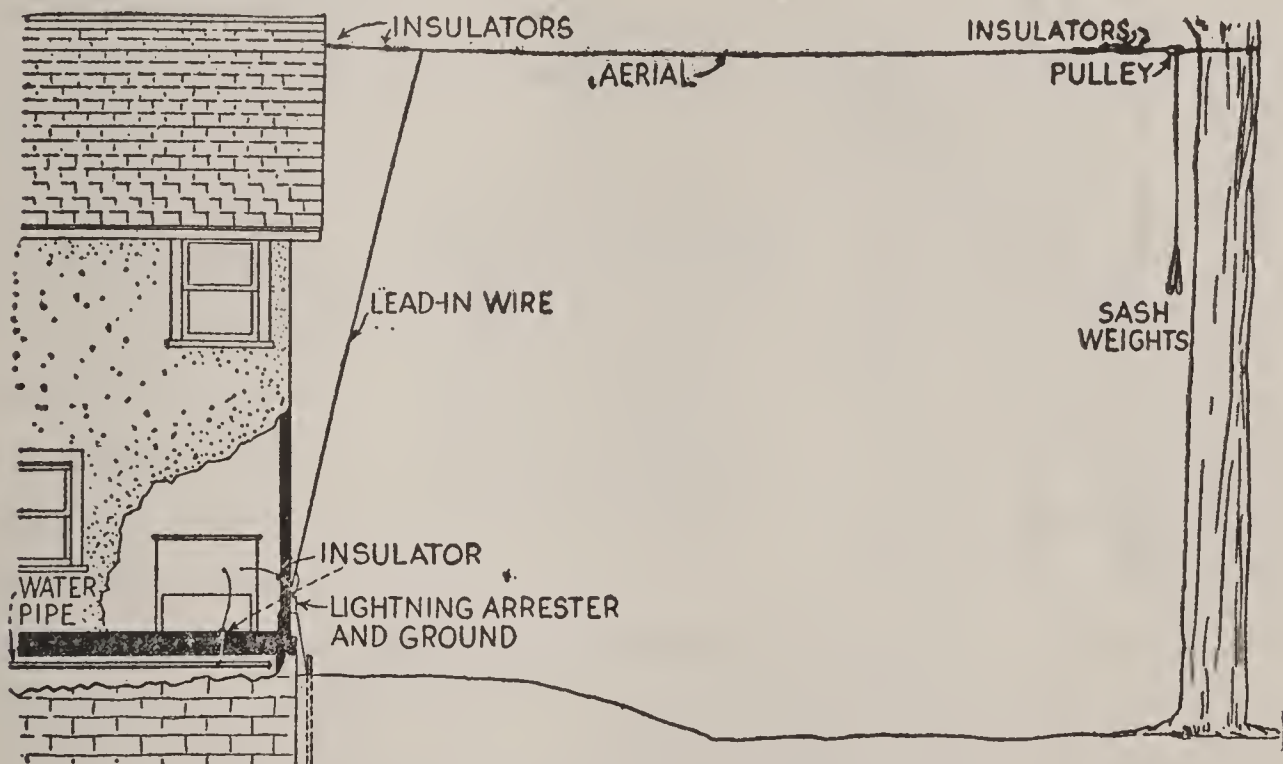 INSULATORS
INSULATORS
AERIAL
PULLEY
LEAD-IN WIRE
SASH
WEIGHTS
INSULATOR
WATER
PIPE
LIGHTNING ARRESTER
AND GROUND